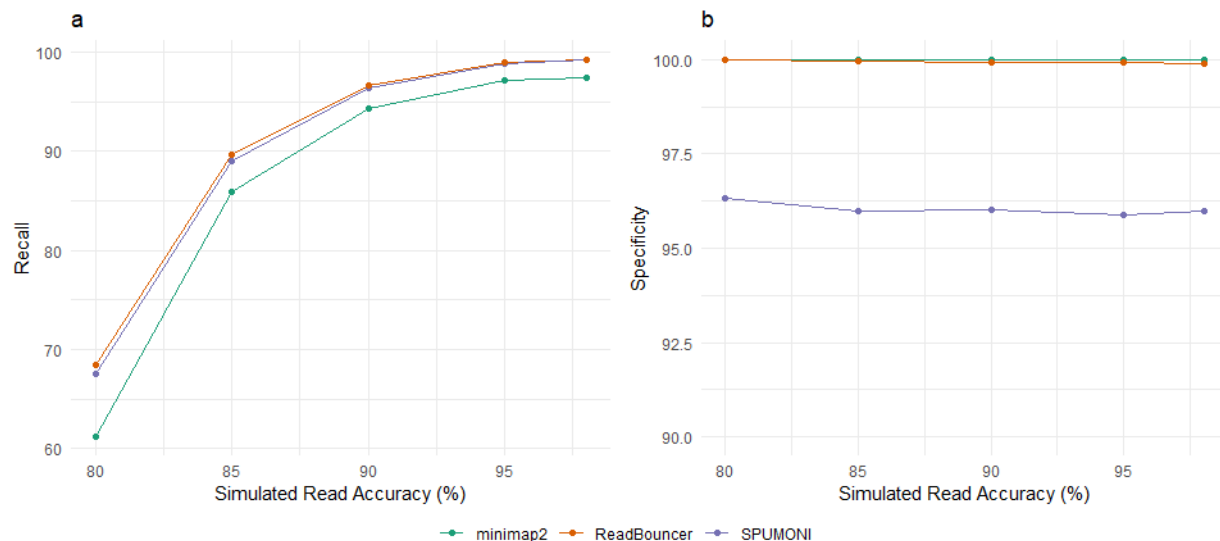 a
100
90
80
70
60
Recall
80 85 90 95
Simulated Read Accuracy (%)
b
100.0
97.5
95.0
92.5
90.0
Specificity
80 85 90 95
Simulated Read Accuracy (%)
minimap2 ReadBouncer SPUMONI